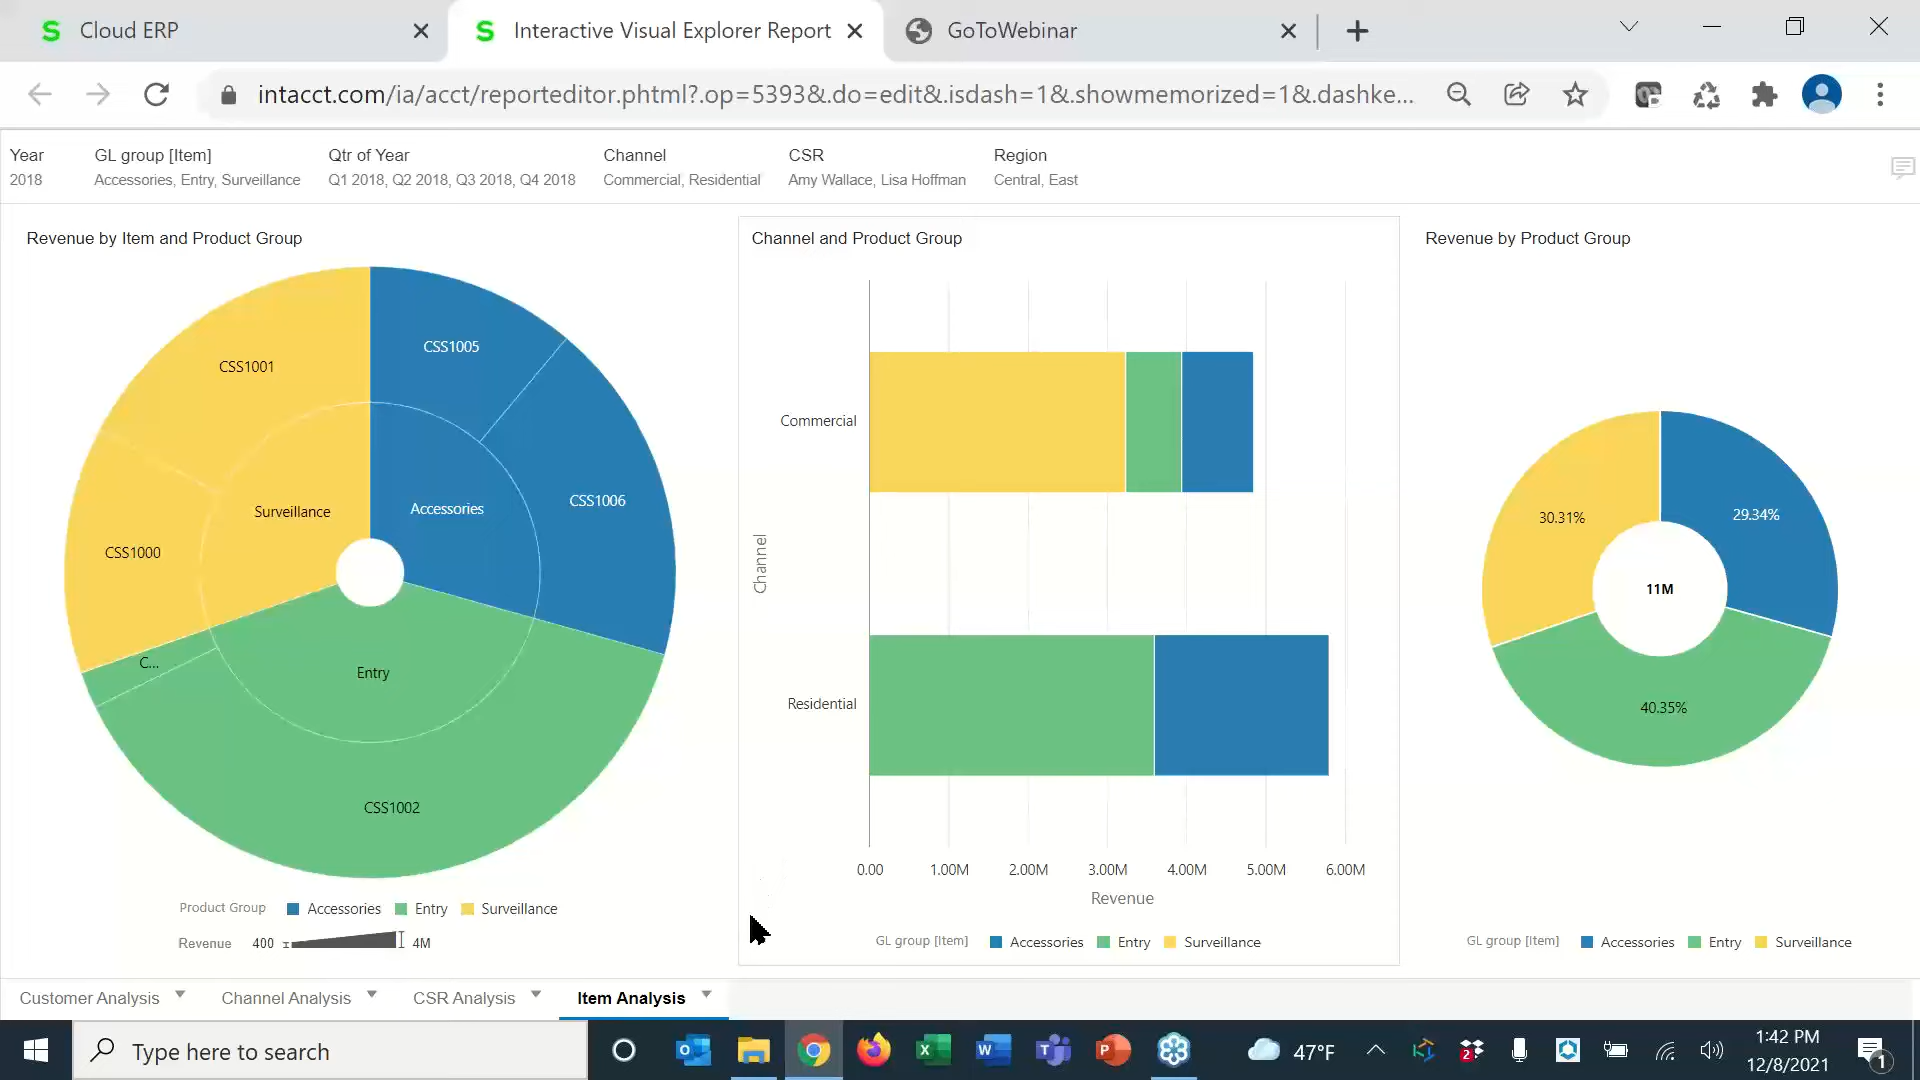 Cloud ERP
Interactive Visual Explorer Report
GoToWebinar
intacct.com/ia/acct/reporteditor.phtml?.op=5393&.do=edit&.isdash=1&.showmemorized=1&.dashke...
Year GL group [Item] Qtr of Year Channel CSR Region
2018 Accessories, Entry, Surveillance Q1 2018, Q2 2018, Q3 2018, Q4 2018 Commercial, Residential Amy Wallace, Lisa Hoffman Central, East
Revenue by Item and Product Group
CSS1005
CSS1001
CSS1006
Surveillance
Accessories
CSS1000
C...
Entry
CSS1002
Product Group Accessories Entry Surveillance
Revenue 400 4M
Channel and Product Group
Commercial
Channel
Residential
0.00 1.00M 2.00M 3.00M 4.00M 5.00M 6.00M
Revenue
GL group [Item] Accessories Entry Surveillance
Revenue by Product Group
30.31%
29.34%
11M
40.35%
GL group [Item] Accessories Entry Surveillance
Customer Analysis Channel Analysis CSR Analysis Item Analysis
Type here to search
47°F
1:42 PM
12/8/2021
2
1